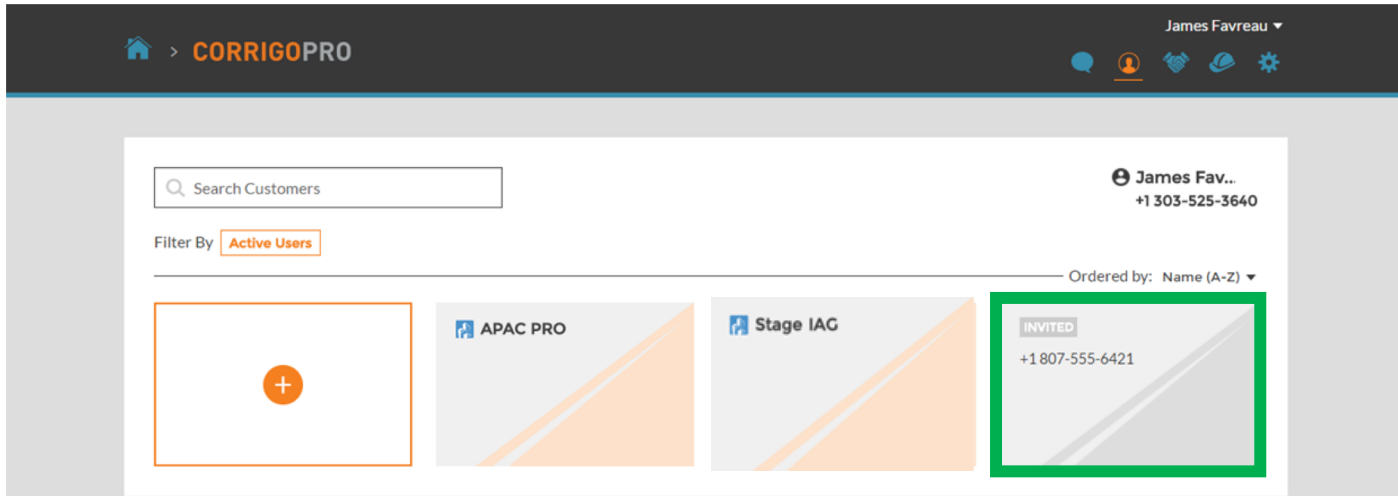 James Favreau
CORRIGOPRO
Search Customers
James Fav...
+1 303-525-3640
Filter By Active Users
Ordered by: Name (A-Z)
APAC PRO
Stage IAG
INVITED
+1 807-555-6421